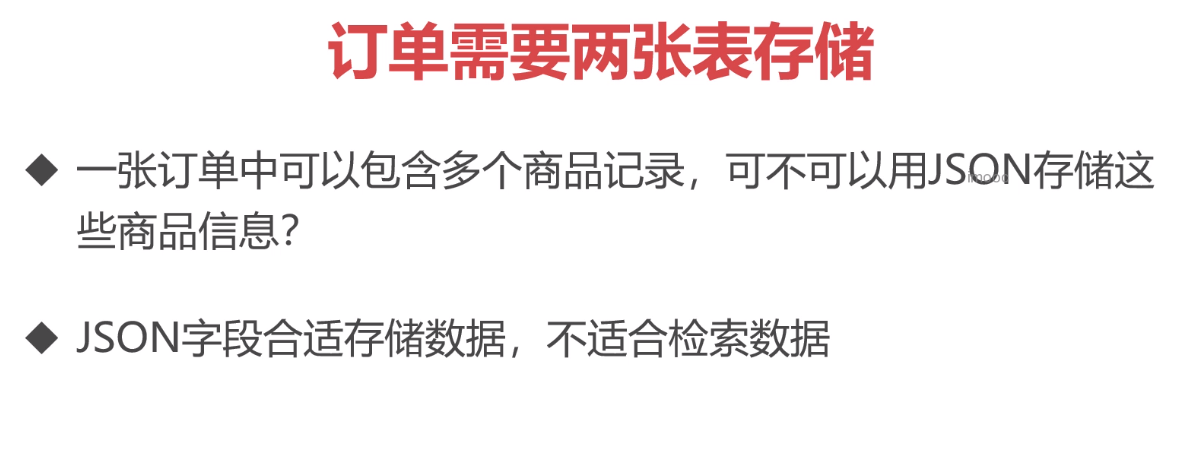 订单需要两张表存储
◆ 一张订单中可以包含多个商品记录，可不可以用JSON存储这
些商品信息？
imooc
◆ JSON字段合适存储数据，不适合检索数据